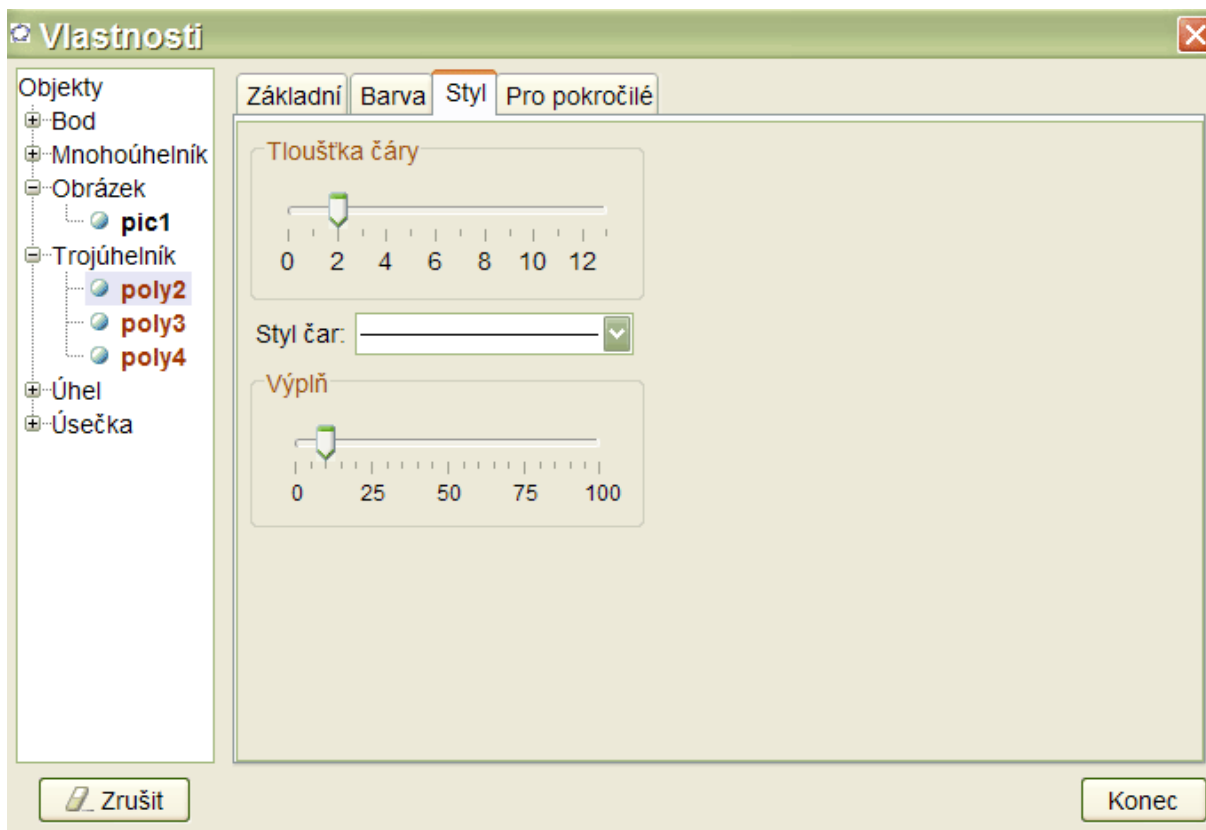 Vlastnosti
Objekty
Bod
Mnohoúhelník
Obrázek
pic1
Trojúhelník
poly2
poly3
poly4
Úhel
Úsečka
Základní Barva Styl Pro pokročilé
Tloušťka čáry
0 2 4 6 8 10 12
Styl čar:
Výplň
0 25 50 75 100
Zrušit
Konec